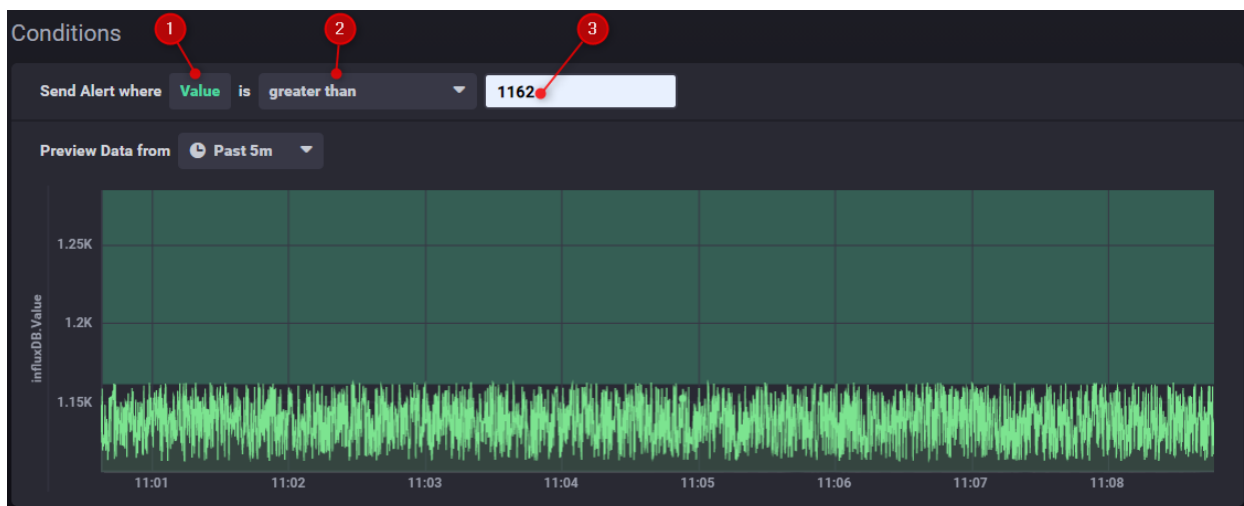 Conditions 1 2 3
Send Alert where Value is greater than 1162
Preview Data from Past 5m
1.25K
1.2K
1.15K
influxDB.Value
11:01 11:02 11:03 11:04 11:05 11:06 11:07 11:08